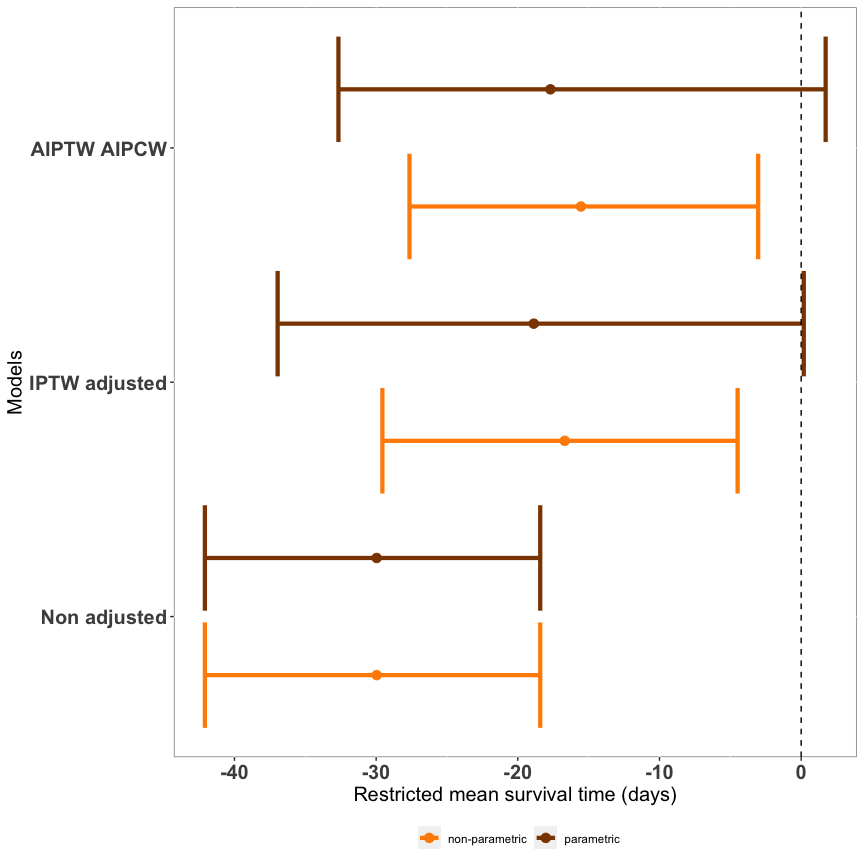 AIPTW AIPCW
IPTW adjusted
Non adjusted
Models
-40 -30 -20 -10 0
Restricted mean survival time (days)
non-parametric parametric